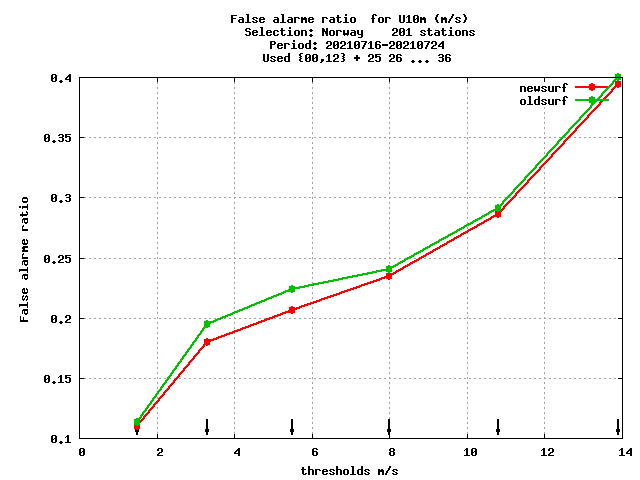 False alarme ratio  for U10m (m/s)
Selection: Norway    201 stations
Period: 20210716-20210724
Used {00,12} + 25 26 ... 36
newsurf
oldsurf
0.4
0.35
0.3
0.25
0.2
0.15
0.1
False alarme ratio
0 2 4 6 8 10 12 14
thresholds m/s